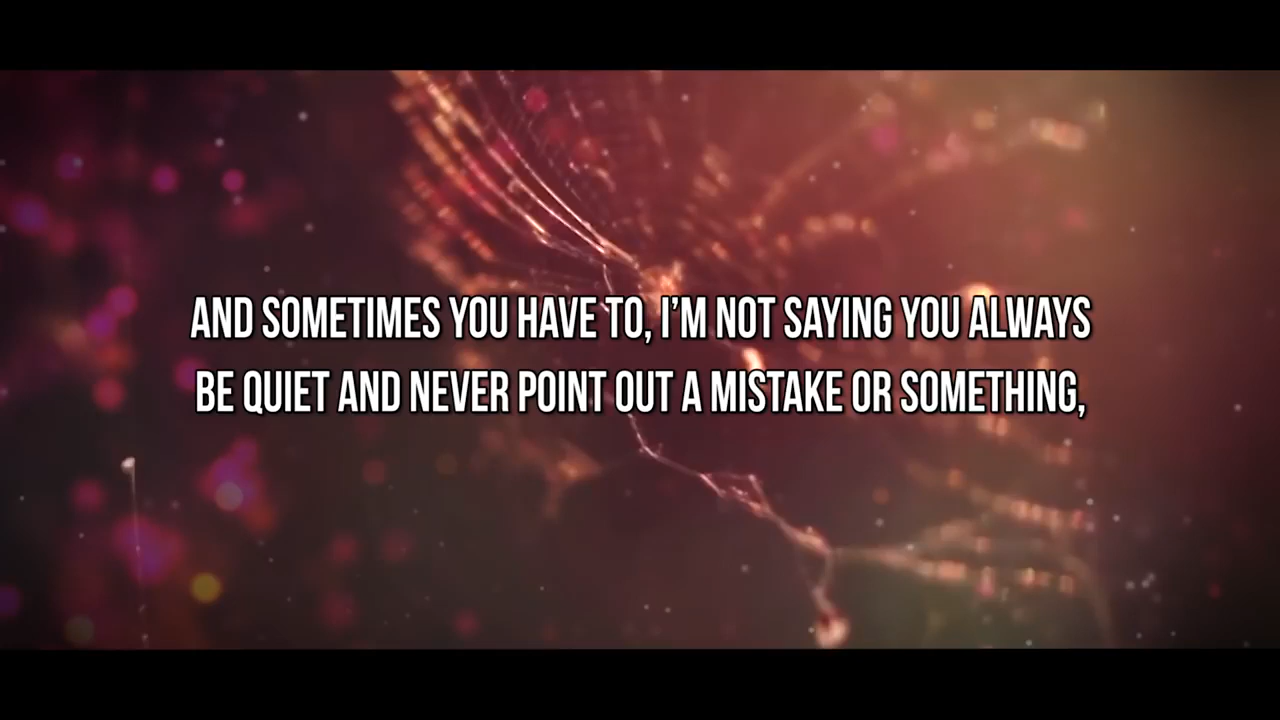 AND SOMETIMES YOU HAVE TO, I'M NOT SAYING YOU ALWAYS
BE QUIET AND NEVER POINT OUT A MISTAKE OR SOMETHING,